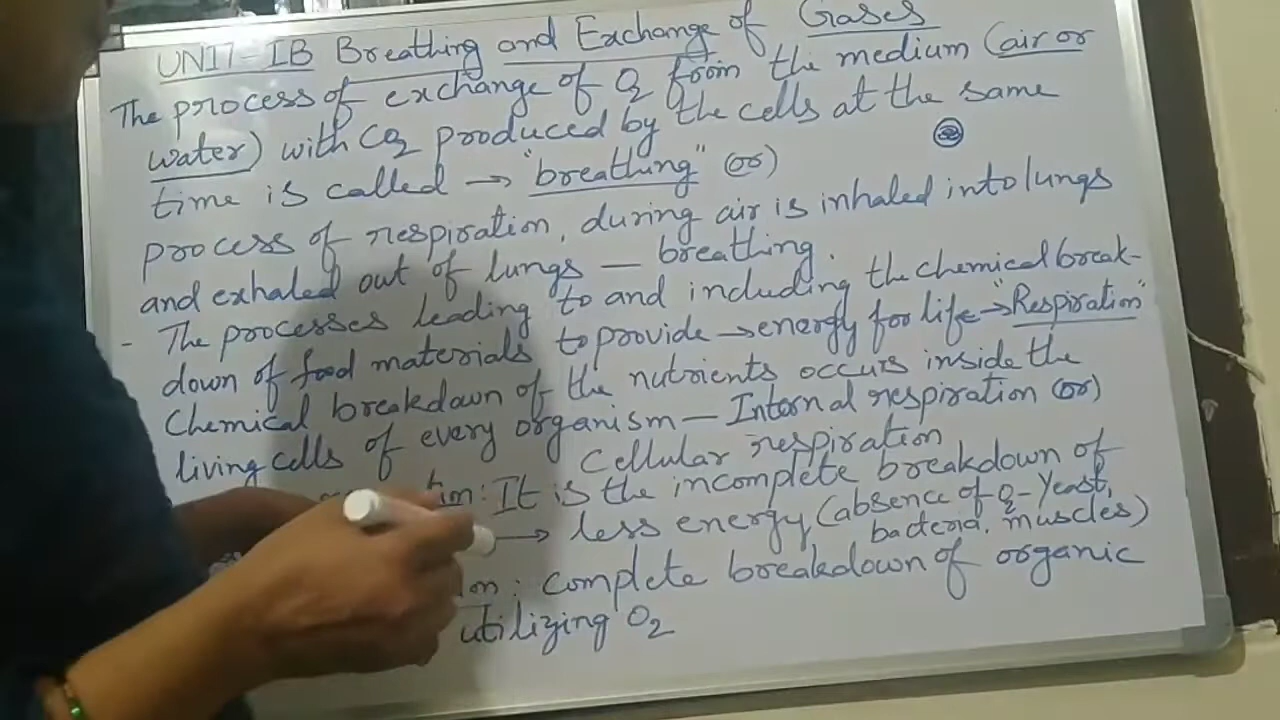 UNIT-IB Breathing and Exchange of Gases
The process of exchange of O2 from the medium (air or
water) with CO2 produced by the cells at the same
time is called → "breathing" (or)
process of respiration, during air is inhaled into lungs
and exhaled out of lungs — breathing.
- The processes leading to and including the chemical break-
down of food materials to provide → energy for life → "Respiration"
Chemical breakdown of the nutrients occurs inside the
living cells of every organism — Internal respiration (or)
Cellular respiration
tion: It is the incomplete breakdown of
→ less energy (absence of O2 - Yeast,
bacteria, muscles)
ion: complete breakdown of organic
utilizing O2